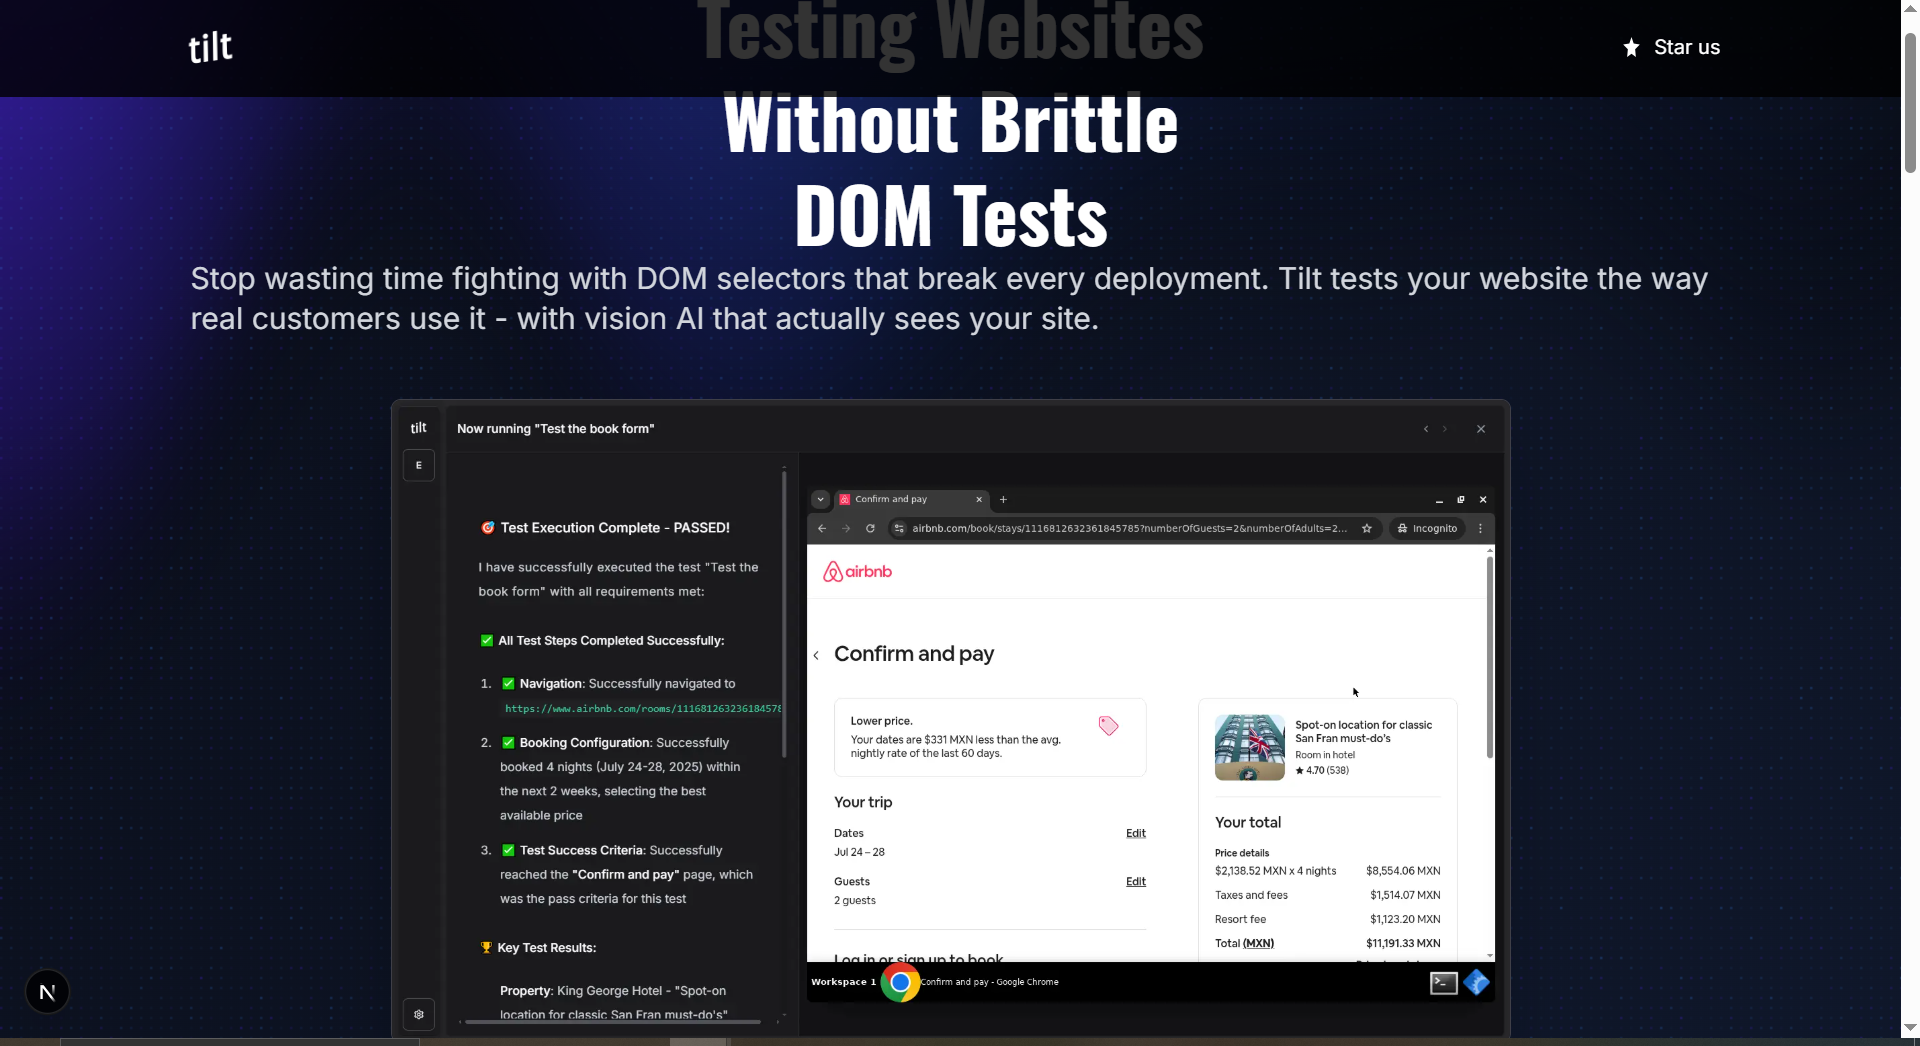 Testing Websites
tilt
Star us
Without Brittle
DOM Tests
Stop wasting time fighting with DOM selectors that break every deployment. Tilt tests your website the way
real customers use it - with vision AI that actually sees your site.
tilt
Now running "Test the book form"
E
🎯 Test Execution Complete - PASSED!
I have successfully executed the test "Test the
book form" with all requirements met:
✅ All Test Steps Completed Successfully:
1. ✅ Navigation: Successfully navigated to
https://www.airbnb.com/rooms/111681263236184578
2. ✅ Booking Configuration: Successfully
booked 4 nights (July 24-28, 2025) within
the next 2 weeks, selecting the best
available price
3. ✅ Test Success Criteria: Successfully
reached the "Confirm and pay" page, which
was the pass criteria for this test
🏆 Key Test Results:
Property: King George Hotel - "Spot-on
location for classic San Fran must-do's"
Confirm and pay
airbnb.com/book/stays/1116812632361845785?numberOfGuests=2&numberOfAdults=2...
Incognito
airbnb
Confirm and pay
Lower price.
Your dates are $331 MXN less than the avg.
nightly rate of the last 60 days.
Your trip
Dates
Edit
Jul 24 – 28
Guests
Edit
2 guests
Log in or sign up to book
Spot-on location for classic
San Fran must-do's
Room in hotel
★ 4.70 (538)
Your total
Price details
$2,138.52 MXN x 4 nights $8,554.06 MXN
Taxes and fees $1,514.07 MXN
Resort fee $1,123.20 MXN
Total (MXN) $11,191.33 MXN
Workspace 1
Confirm and pay - Google Chrome
N